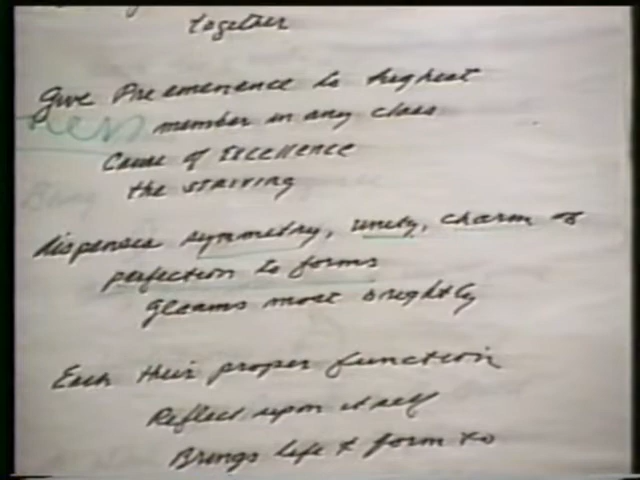 together
Give Preemenence to highest
member in any class
Cause of Excellence
the striving
dispenses symmetry, unity, charm of
perfection to forms
gleams most brightly
Each their proper function
Reflect upon itself
Brings life + form to